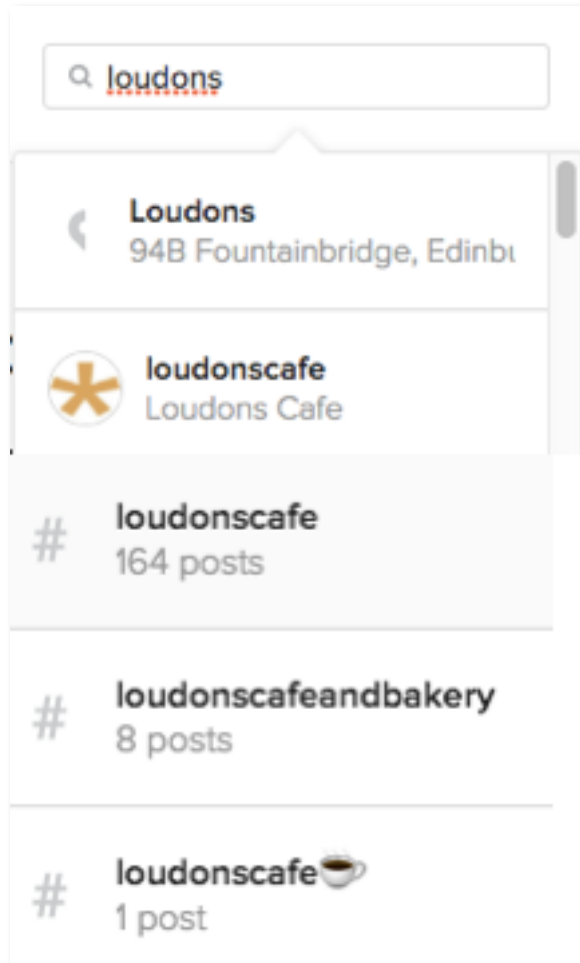 loudons
Loudons
94B Fountainbridge, Edinbu
loudonscafe
Loudons Cafe
# loudonscafe
164 posts
# loudonscafeandbakery
8 posts
# loudonscafe☕
1 post